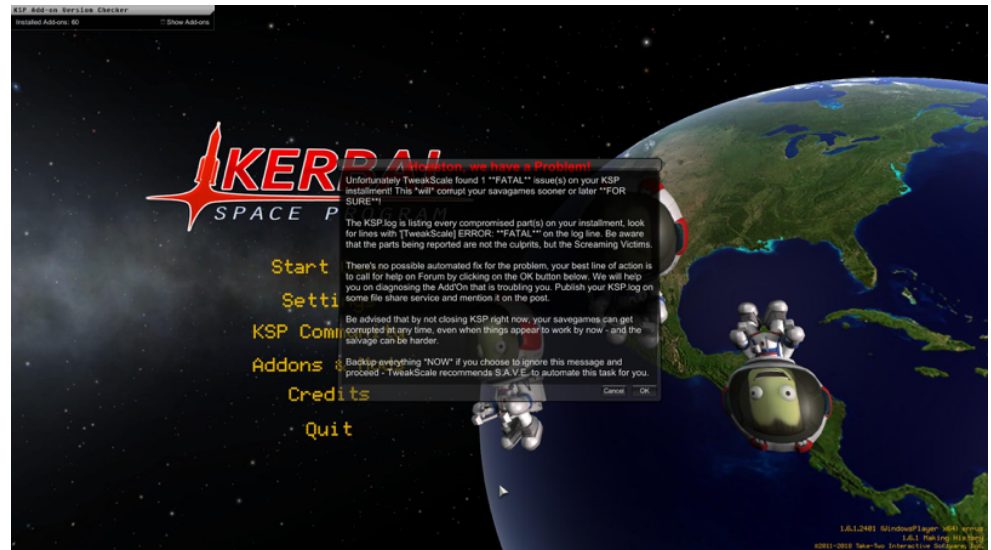 KSP Add-on Version Checker
Installed Add-ons: 60
Show Add-ons
KERBAL
SPACE PROGRAM
Houston, we have a Problem!
Unfortunately TweakScale found 1 **FATAL** issue(s) on your KSP
installment! This *will* corrupt your savagames sooner or later **FOR
SURE**!
The KSP.log is listing every compromised part(s) on your installment, look
for lines with '[TweakScale] ERROR: **FATAL**' on the log line. Be aware
that the parts being reported are not the culprits, but the Screaming Victims.
There's no possible automated fix for the problem, your best line of action is
to call for help on Forum by clicking on the OK button below. We will help
you on diagnosing the Add'On that is troubling you. Publish your KSP.log on
some file share service and mention it on the post.
Be advised that by not closing KSP right now, your savegames can get
corrupted at any time, even when things appear to work by now - and the
salvage can be harder.
Backup everything *NOW* if you choose to ignore this message and
proceed - TweakScale recommends S.A.V.E. to automate this task for you.
Cancel OK
Start
Setti
KSP Comm
Addons
Credits
Quit
1.6.1.2401 (WindowsPlayer x64) en-us
1.6.1 Making History
©2011-2018 Take-Two Interactive Software, Inc.